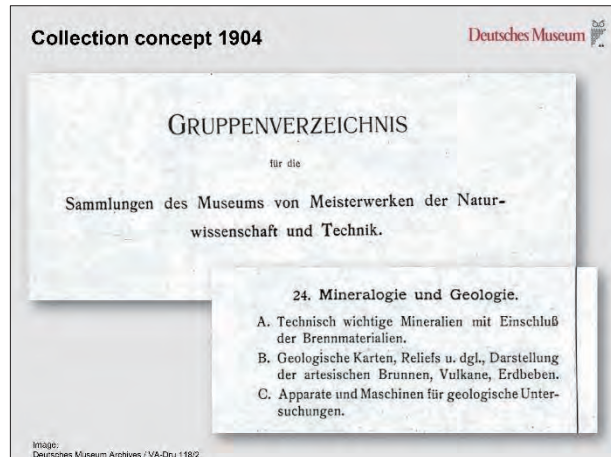 Collection concept 1904
Deutsches Museum
GRUPPENVERZEICHNIS
für die
Sammlungen des Museums von Meisterwerken der Natur-
wissenschaft und Technik.
24. Mineralogie und Geologie.
A. Technisch wichtige Mineralien mit Einschluß
der Brennmaterialien.
B. Geologische Karten, Reliefs u. dgl., Darstellung
der artesischen Brunnen, Vulkane, Erdbeben.
C. Apparate und Maschinen für geologische Unter-
suchungen.
Image:
Deutsches Museum Archives / VA-Dru 118/2